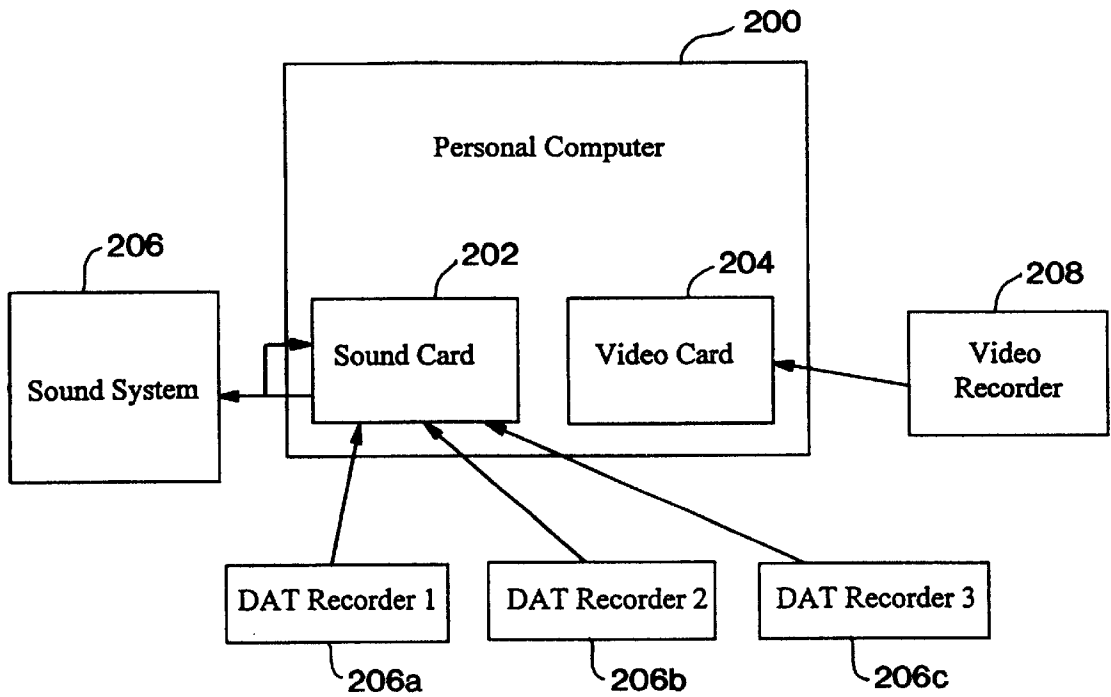 200
Personal Computer
206
202
204
208
Sound System
Sound Card
Video Card
Video
Recorder
DAT Recorder 1
DAT Recorder 2
DAT Recorder 3
206a
206b
206c